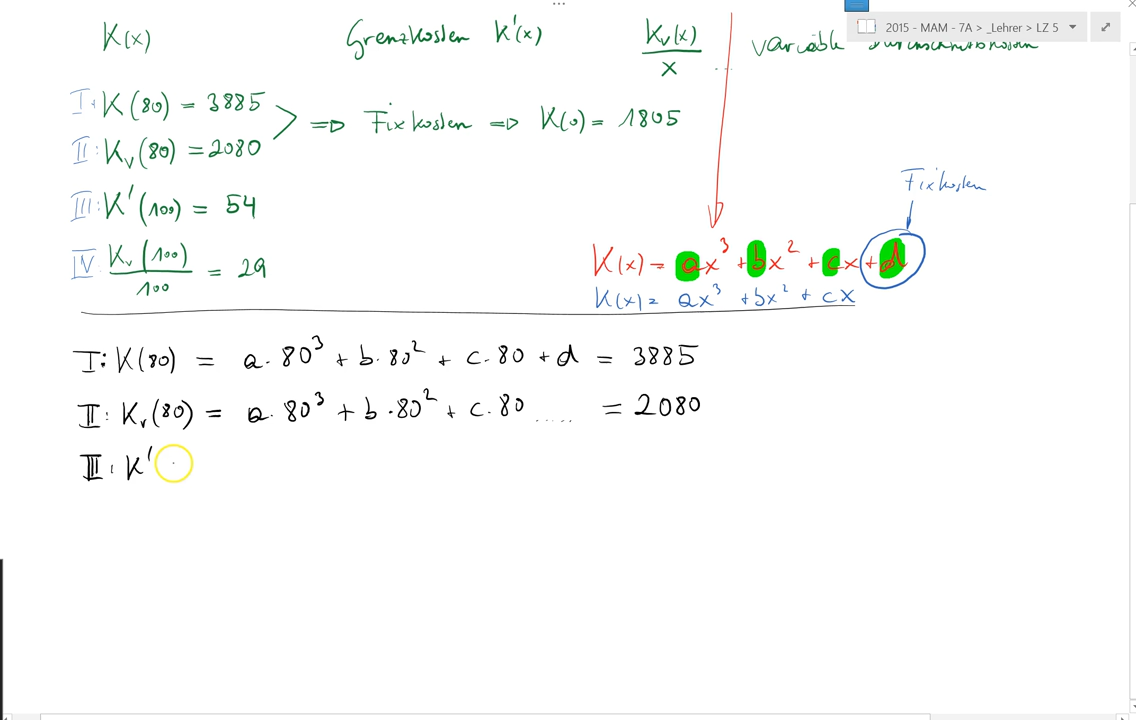 2015 - MAM - 7A > _Lehrer > LZ 5
K(x) Grenzkosten K'(x) Kv(x)/x variable
I: K(80) = 3885
II: Kv(80) = 2080
=> Fixkosten => K(0) = 1805
III: K'(100) = 54
Fixkosten
IV Kv(100)/100 = 29
K(x) = ax³ + bx² + cx + d
K(x) = ax³ + bx² + cx
I: K(80) = a·80³ + b·80² + c·80 + d = 3885
II: Kv(80) = a·80³ + b·80² + c·80 ..... = 2080
III: K'